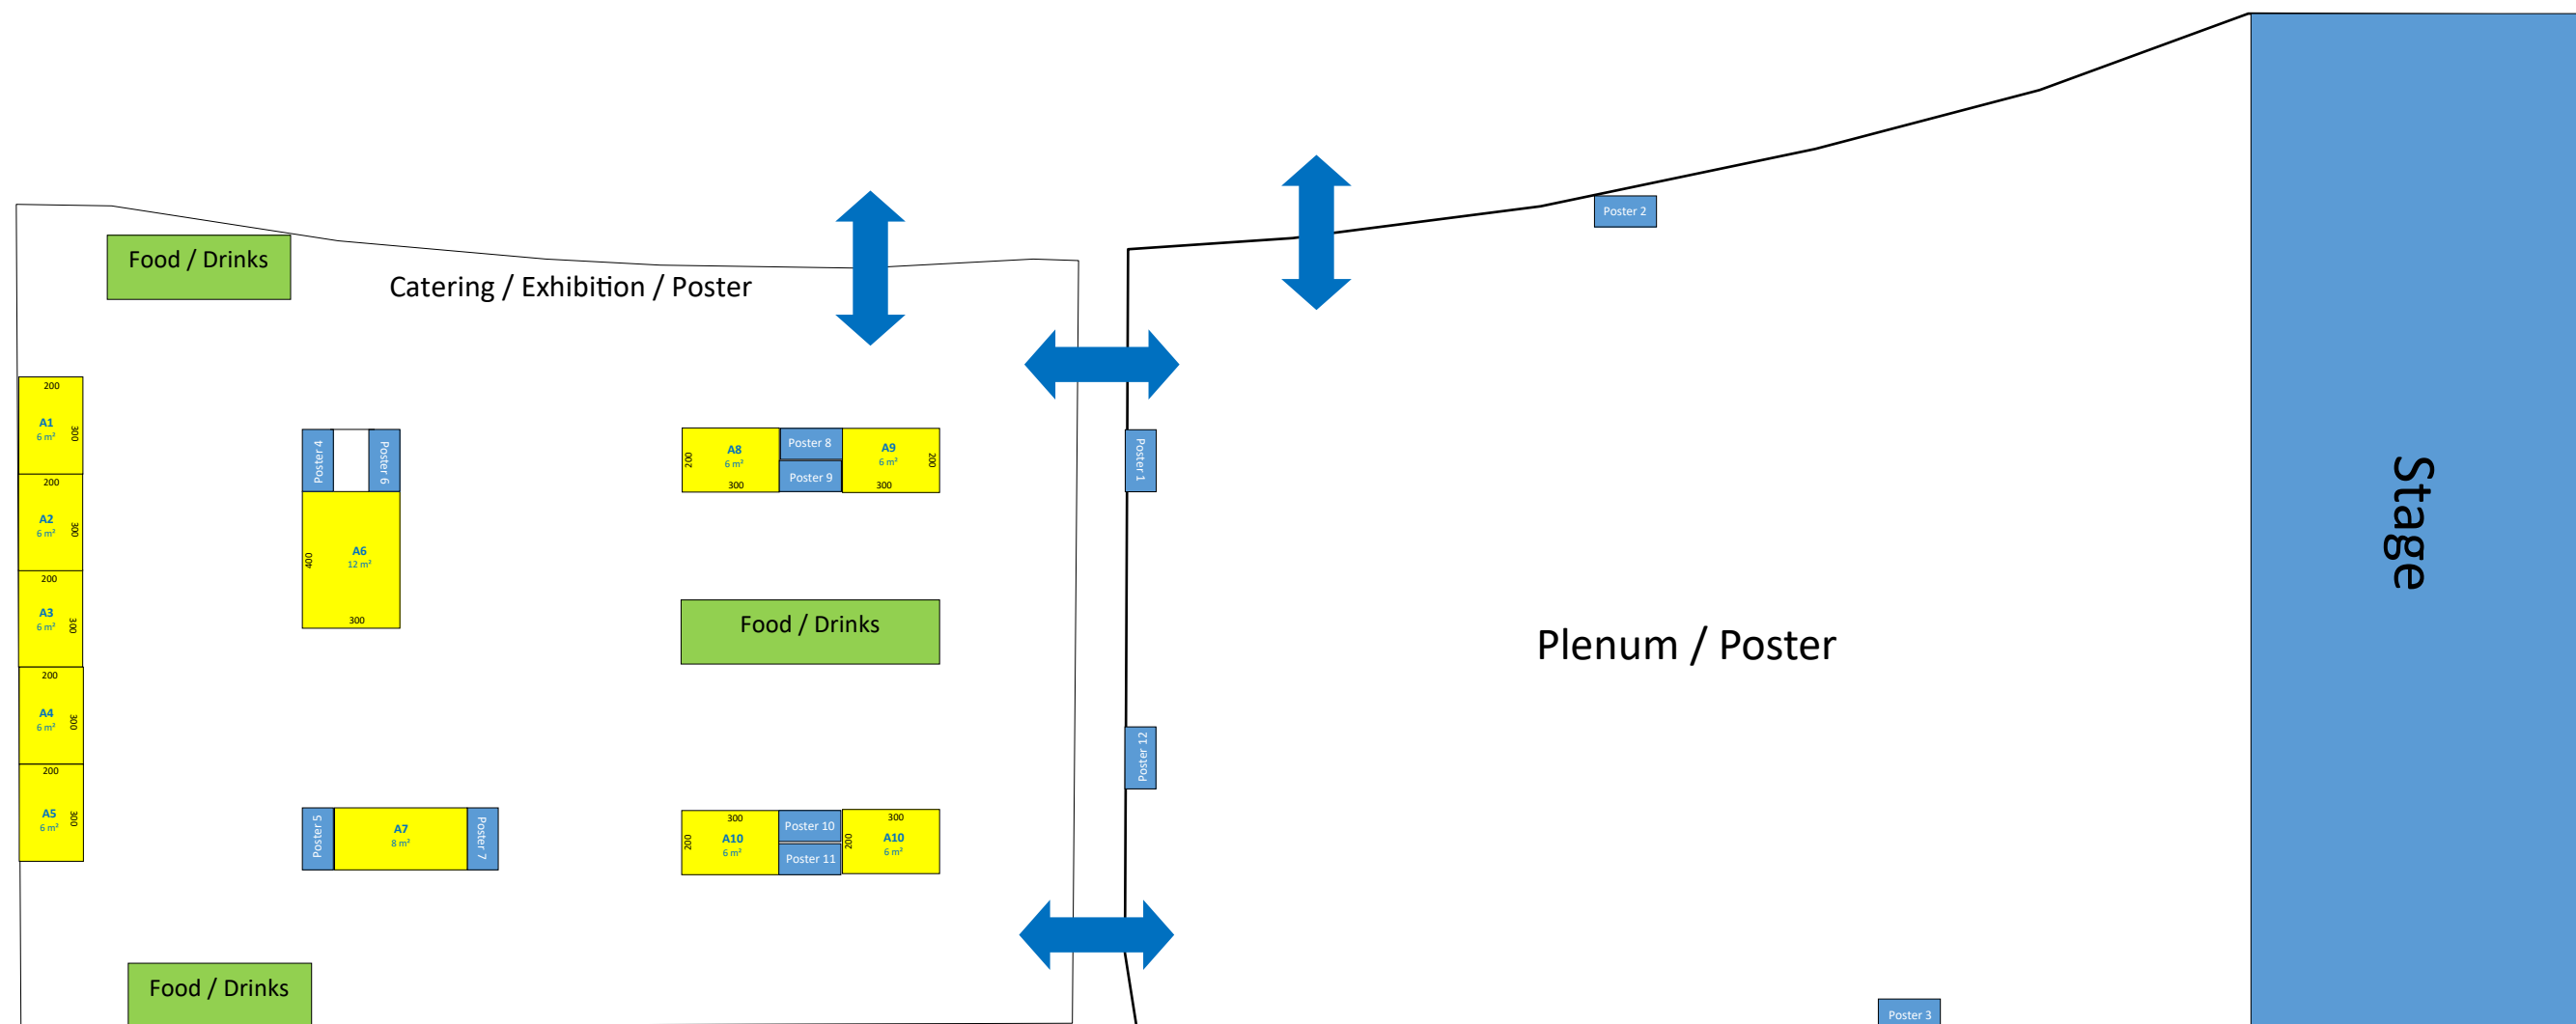 Poster 2
Food / Drinks
Catering / Exhibition / Poster
200
A1
6 m²
300
200
A2
6 m²
300
200
A3
6 m²
300
200
A4
6 m²
300
200
A5
6 m²
300
Poster 4
Poster 6
A6
12 m²
400
300
Poster 5
A7
8 m²
Poster 7
200
A8
6 m²
300
Poster 8
Poster 9
A9
6 m²
200
300
Food / Drinks
300
200
A10
6 m²
Poster 10
Poster 11
300
200
A10
6 m²
Food / Drinks
Poster 1
Poster 12
Plenum / Poster
Poster 3
Stage